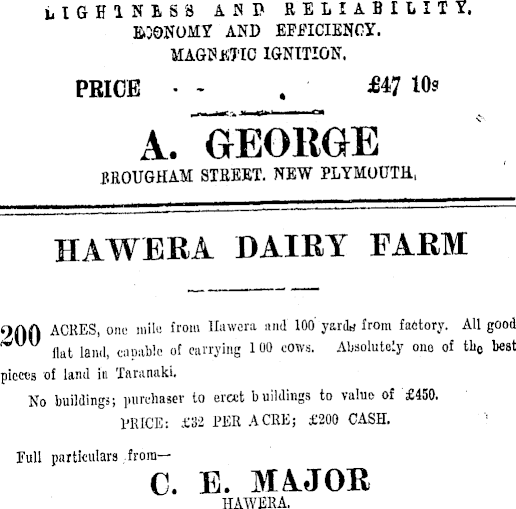 LIGHTNESS AND RELIABILITY.
ECONOMY AND EFFICIENCY.
MAGNETIC IGNITION.
PRICE - - £47 10s
A. GEORGE
BROUGHAM STREET. NEW PLYMOUTH,
HAWERA DAIRY FARM
200 ACRES, one mile from Hawera and 100 yards from factory. All good
flat land, capable of carrying 100 cows. Absolutely one of the best
pieces of land in Taranaki.
No buildings; purchaser to erect buildings to value of £450.
PRICE: £32 PER ACRE; £200 CASH.
Full particulars from—
C. E. MAJOR
HAWERA.